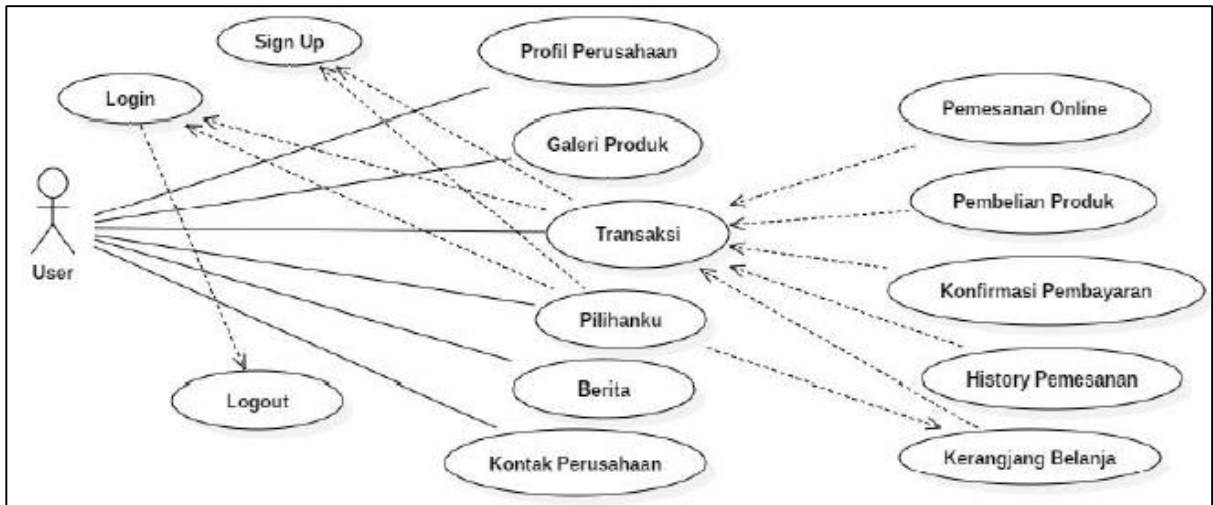 Sign Up
Profil Perusahaan
Login
Pemesanan Online
Galeri Produk
Pembelian Produk
Transaksi
User
Konfirmasi Pembayaran
Pilihanku
History Pemesanan
Berita
Logout
Kerangjang Belanja
Kontak Perusahaan